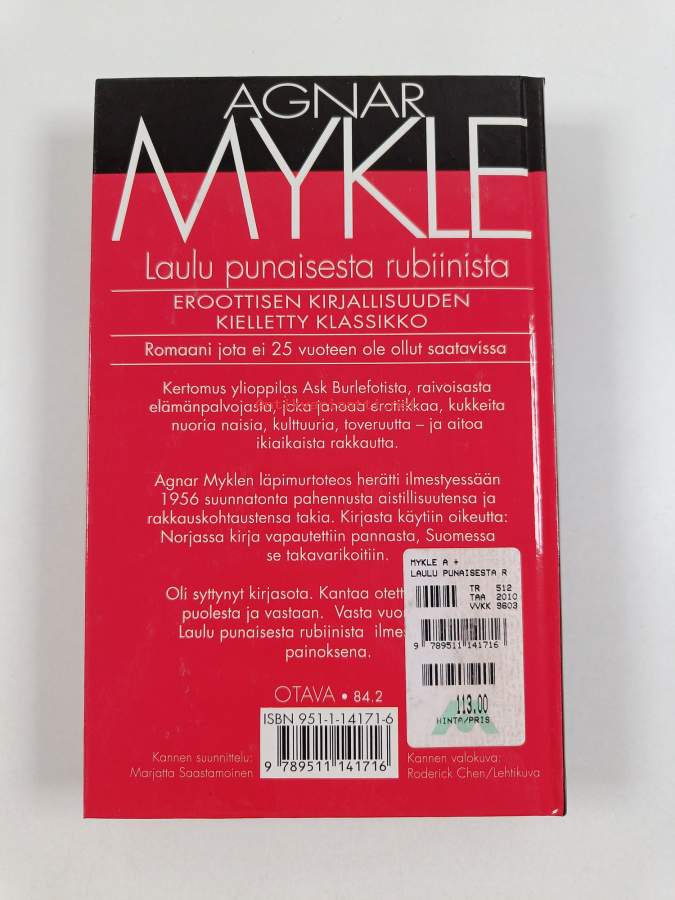 AGNAR
MYKLE
Laulu punaisesta rubiinista
EROOTTISEN KIRJALLISUUDEN
KIELLETTY KLASSIKKO
Romaani jota ei 25 vuoteen ole ollut saatavissa
Kertomus ylioppilas Ask Burlefotista, raivoisasta
elämänpalvojasta, joka janoaa erotiikkaa, kukkeita
nuoria naisia, kulttuuria, toveruutta – ja aitoa
ikiaikaista rakkautta.
Agnar Myklen läpimurtoteos herätti ilmestyessään
1956 suunnatonta pahennusta aistillisuutensa ja
rakkauskohtaustensa takia. Kirjasta käytiin oikeutta:
Norjassa kirja vapautettiin pannasta, Suomessa
se takavarikoitiin.
Oli syttynyt kirjasota. Kantaa otett
puolesta ja vastaan. Vasta vuo
Laulu punaisesta rubiinista ilmes
painoksena.
MYKLE A +
LAULU PUNAISESTA R
TR 512
TAA 2010
VVKK 9603
9 789511 141716
113.00
HINTA/PRIS
OTAVA • 84.2
ISBN 951-1-14171-6
9 789511 141716
Kannen suunnittelu:
Marjatta Saastamoinen
Kannen valokuva:
Roderick Chen/Lehtikuva